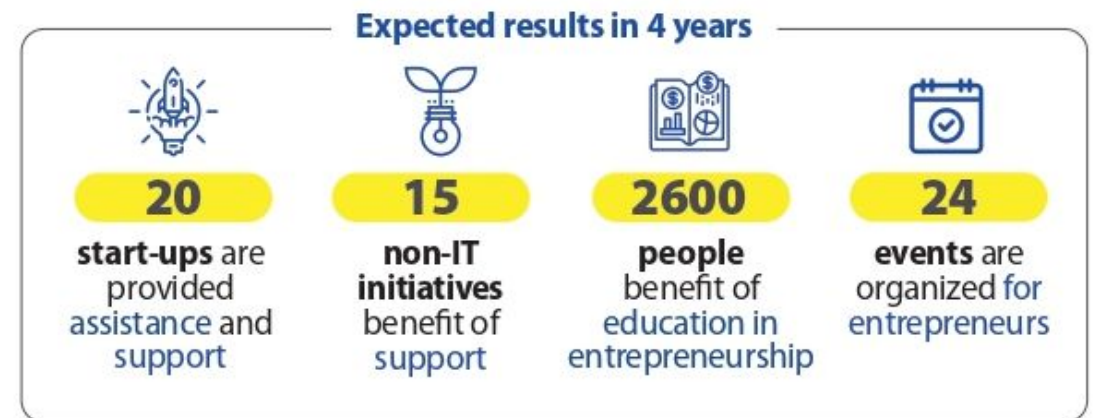 Expected results in 4 years
20
start-ups are
provided
assistance and
support
15
non-IT
initiatives
benefit of
support
2600
people
benefit of
education in
entrepreneurship
24
events are
organized for
entrepreneurs